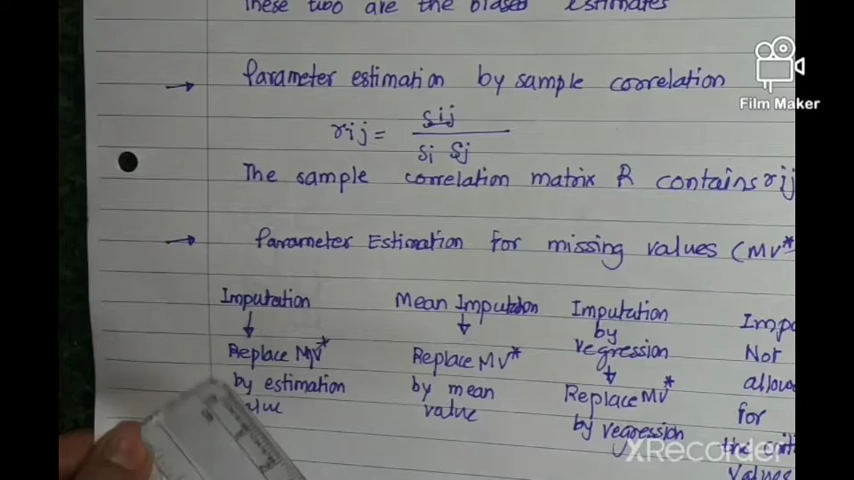 These two are the biased estimates
→ Parameter estimation by sample correlation
rij = sij / si sj
The sample correlation matrix R contains rij
→ Parameter Estimation for missing values (MV*
Imputation
↓
Replace MV*
by estimation
Mean Imputation
↓
Replace MV*
by mean
value
Imputation
by
regression
↓
Replace MV*
by regression
Not
for
the
values
Film Maker
XRecorder